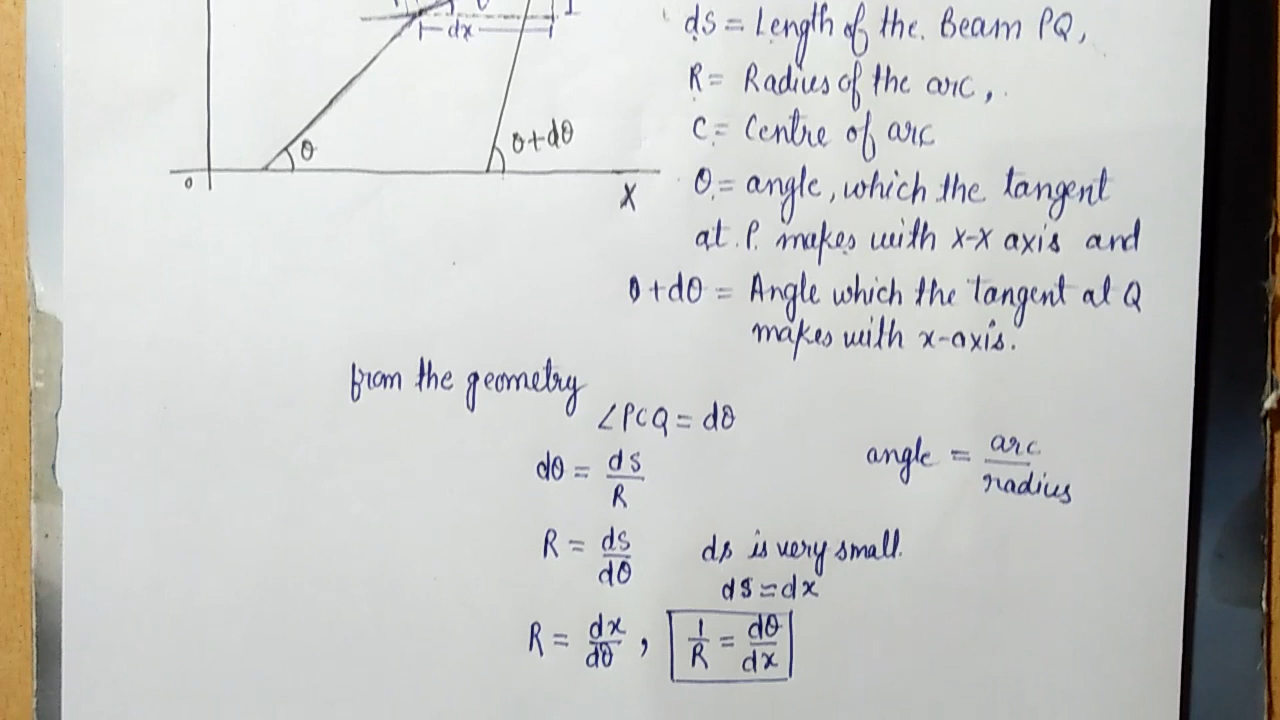 dx
θ
θ+dθ
o
X
ds = Length of the. Beam PQ,
R = Radius of the arc,
C = Centre of arc
θ = angle, which the tangent
at P. makes with x-x axis and
θ+dθ = Angle which the tangent at Q
makes with x-axis.
from the geometry
∠PCQ = dθ
dθ = ds/R
angle = arc/radius
R = ds/dθ
ds is very small.
ds = dx
R = dx/dθ , 1/R = dθ/dx